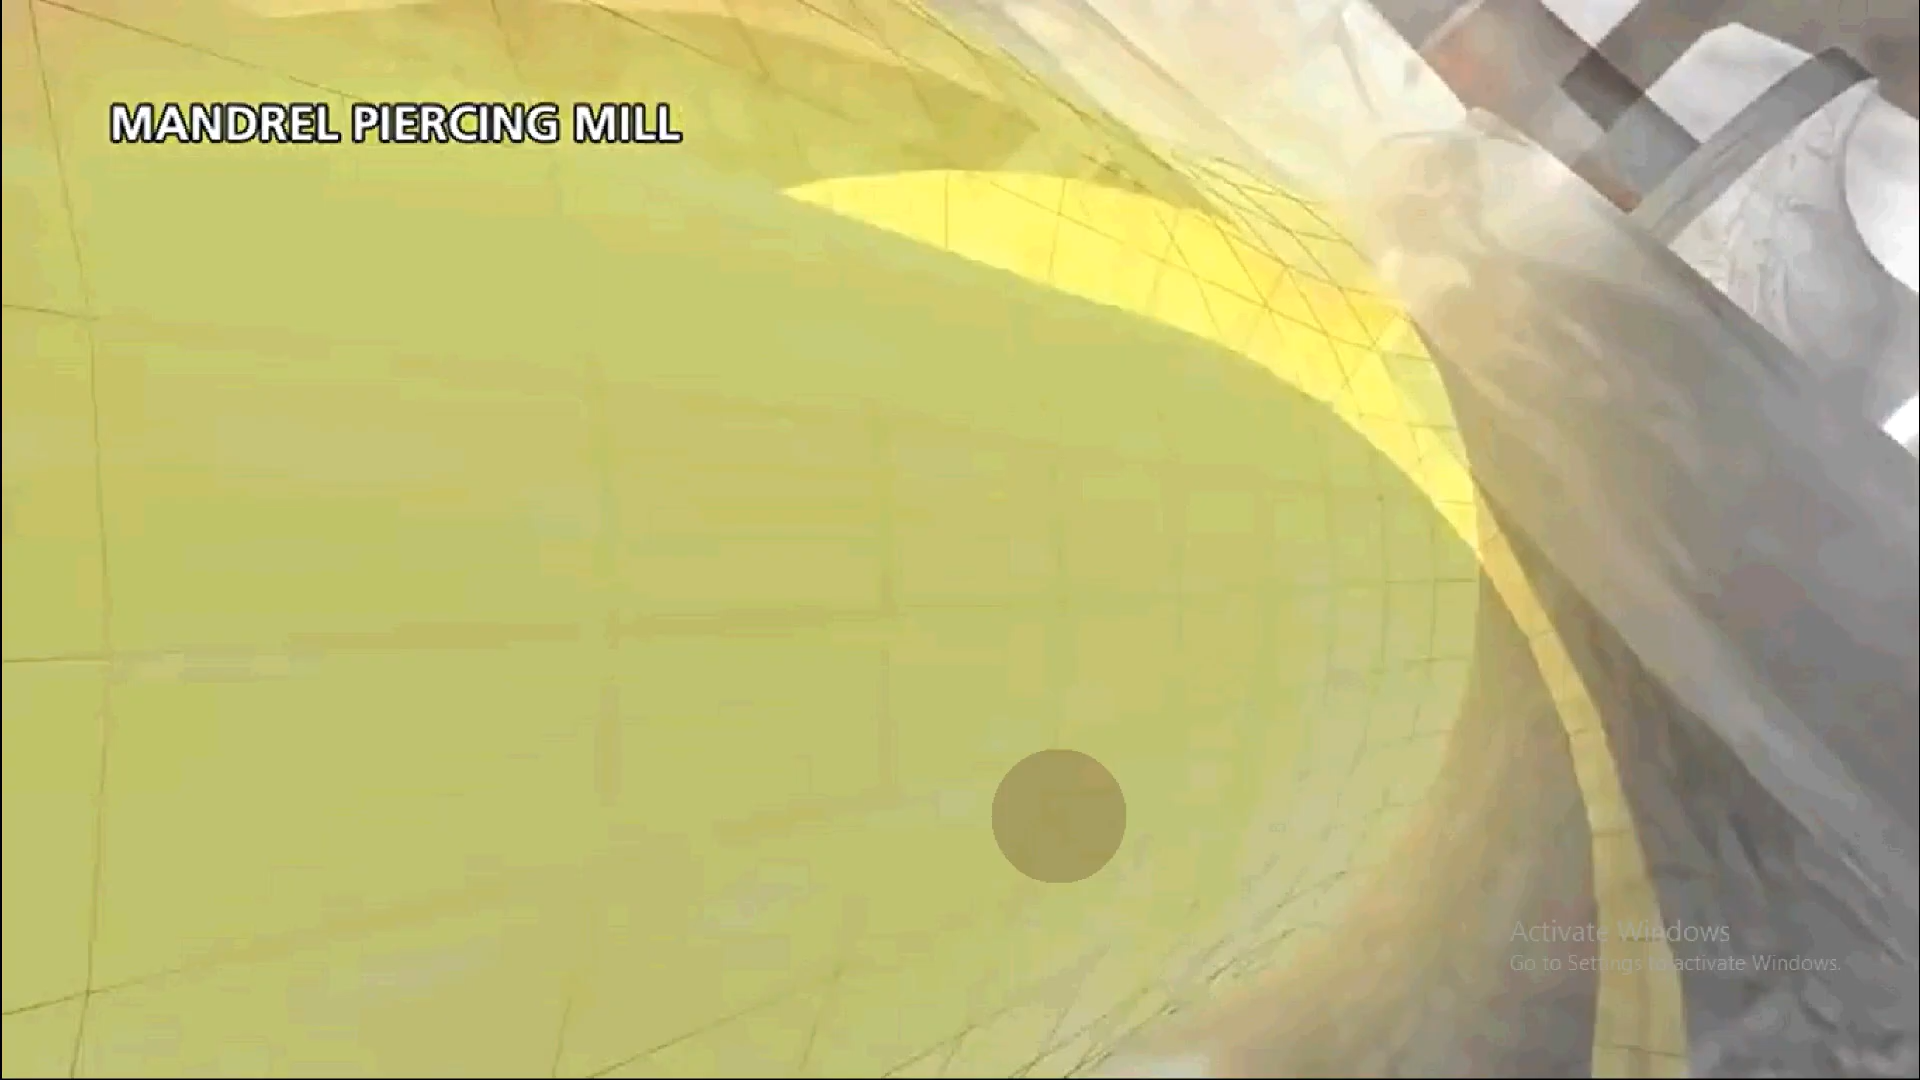 MANDREL PIERCING MILL
Activate Windows
Go to Settings to activate Windows.